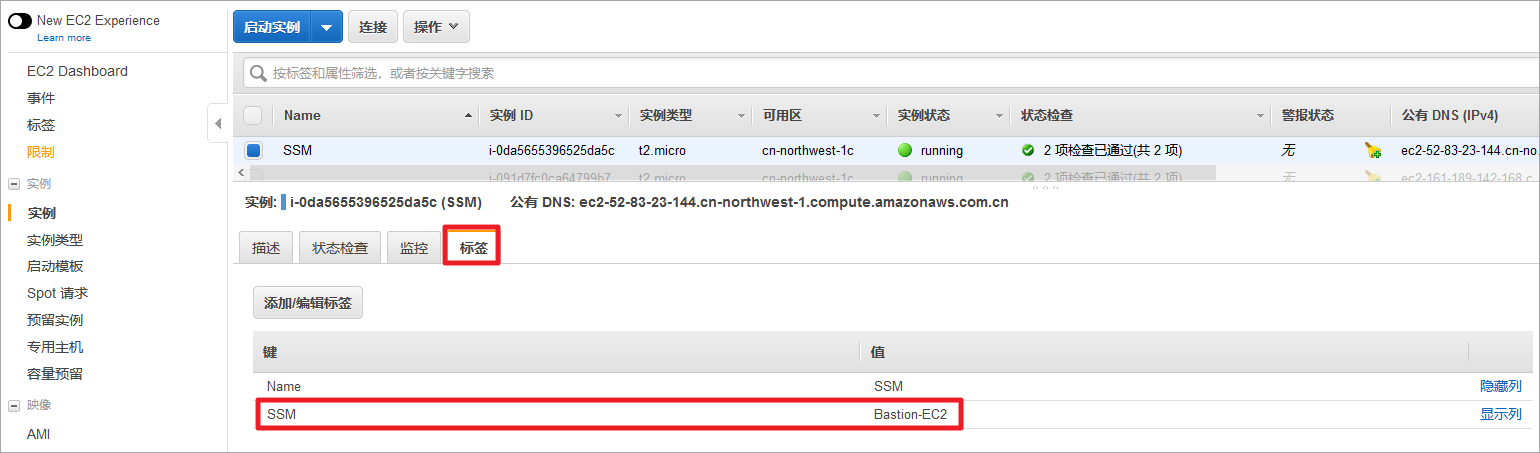 New EC2 Experience
Learn more
EC2 Dashboard
事件
标签
限制
实例
实例
实例类型
启动模板
Spot 请求
预留实例
专用主机
容量预留
映像
AMI
启动实例 连接 操作
按标签和属性筛选，或者按关键字搜索
Name 实例 ID 实例类型 可用区 实例状态 状态检查 警报状态 公有 DNS (IPv4)
SSM i-0da5655396525da5c t2.micro cn-northwest-1c running 2 项检查已通过(共 2 项) 无 ec2-52-83-23-144.cn-no...
i-091d7fc0ca64799b7 t2.micro cn-northwest-1c running 2 项检查已通过(共 2 项) 无 ec2-161-189-142-168.c
实例: i-0da5655396525da5c (SSM) 公有 DNS: ec2-52-83-23-144.cn-northwest-1.compute.amazonaws.com.cn
描述 状态检查 监控 标签
添加/编辑标签
键 值
Name SSM 隐藏列
SSM Bastion-EC2 显示列